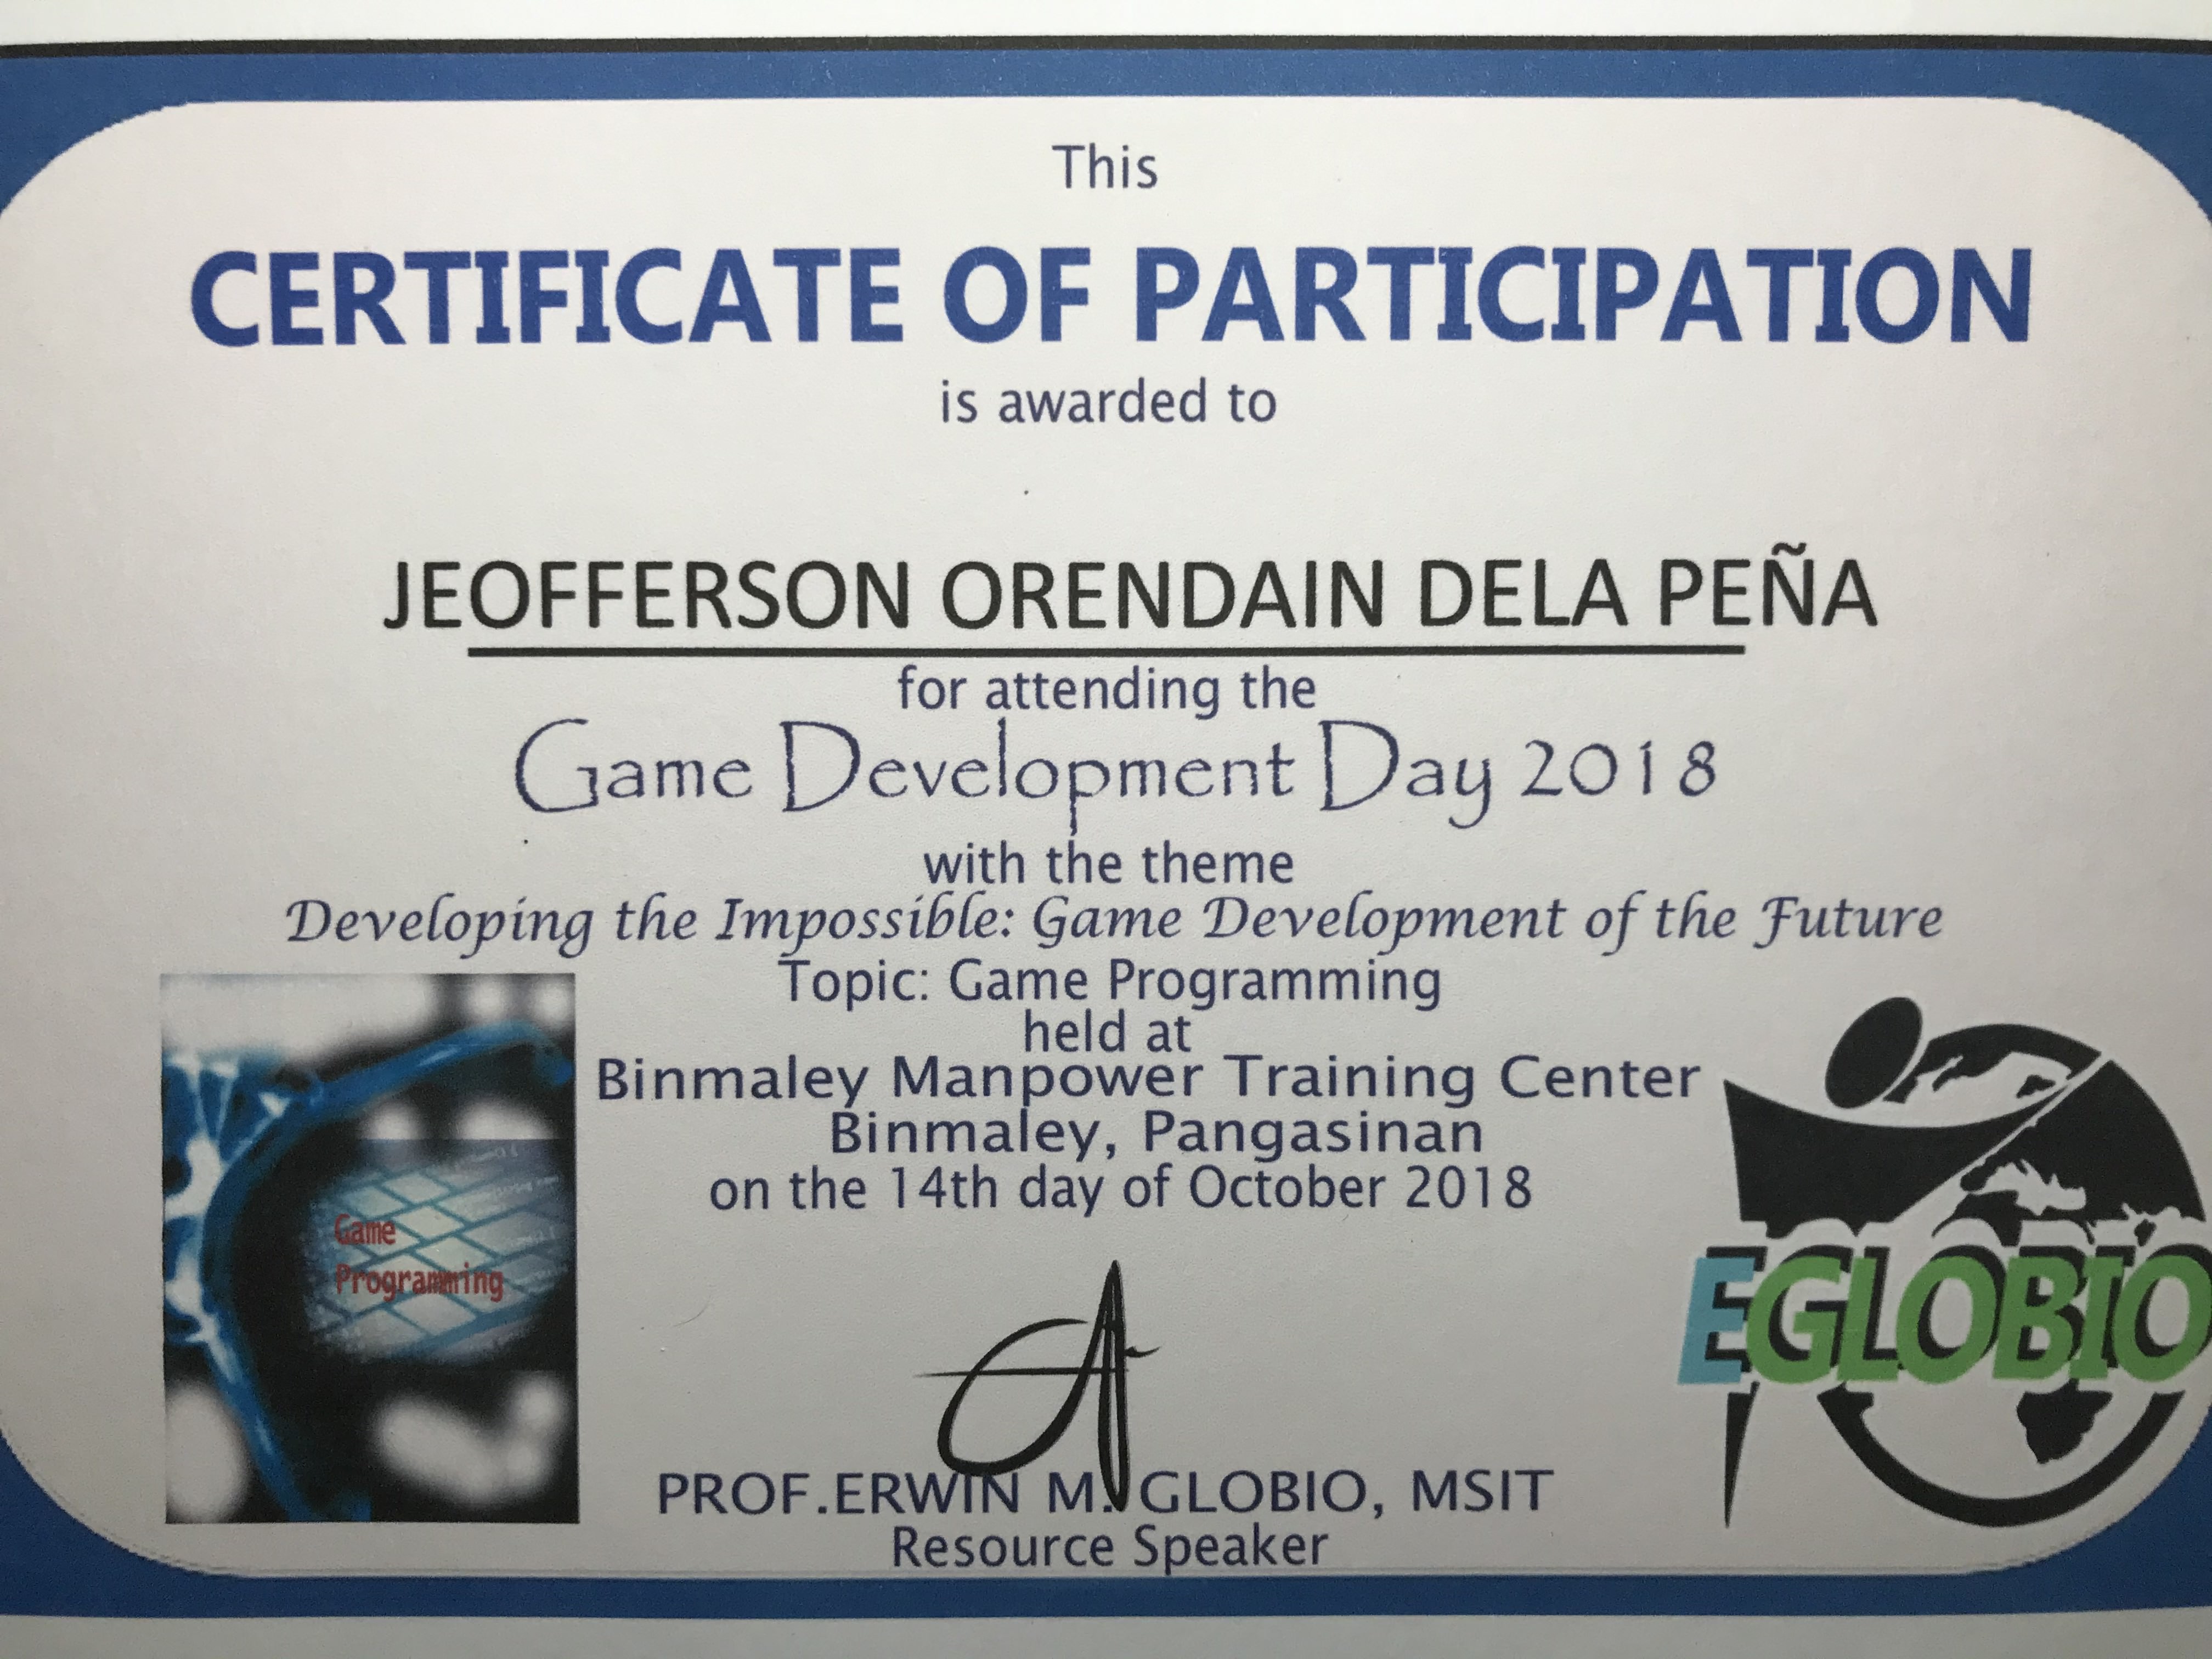 This
CERTIFICATE OF PARTICIPATION
is awarded to
JEOFFERSON ORENDAIN DELA PEÑA
for attending the
Game Development Day 2018
with the theme
Developing the Impossible: Game Development of the Future
Topic: Game Programming
held at
Binmaley Manpower Training Center
Binmaley, Pangasinan
on the 14th day of October 2018
Game
Programming
EGLOBIO
PROF.ERWIN M. GLOBIO, MSIT
Resource Speaker